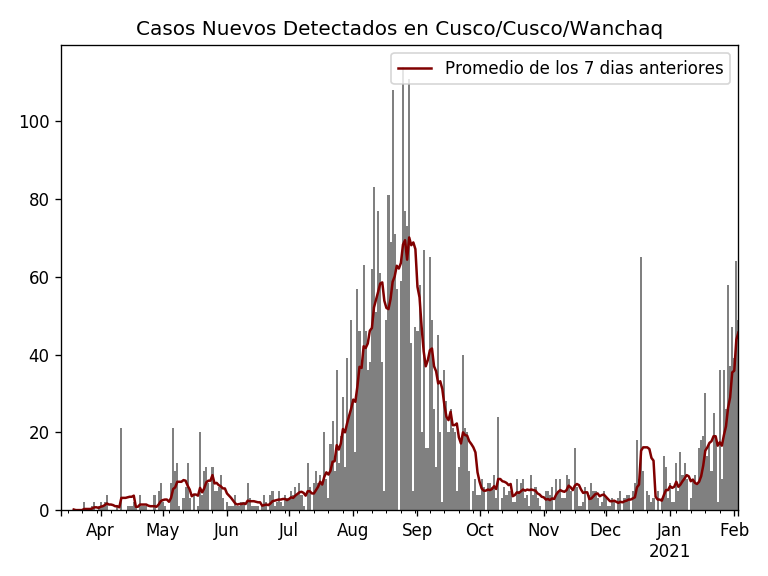 Casos Nuevos Detectados en Cusco/Cusco/Wanchaq
Promedio de los 7 dias anteriores
100
80
60
40
20
0
Apr May Jun Jul Aug Sep Oct Nov Dec Jan Feb
2021